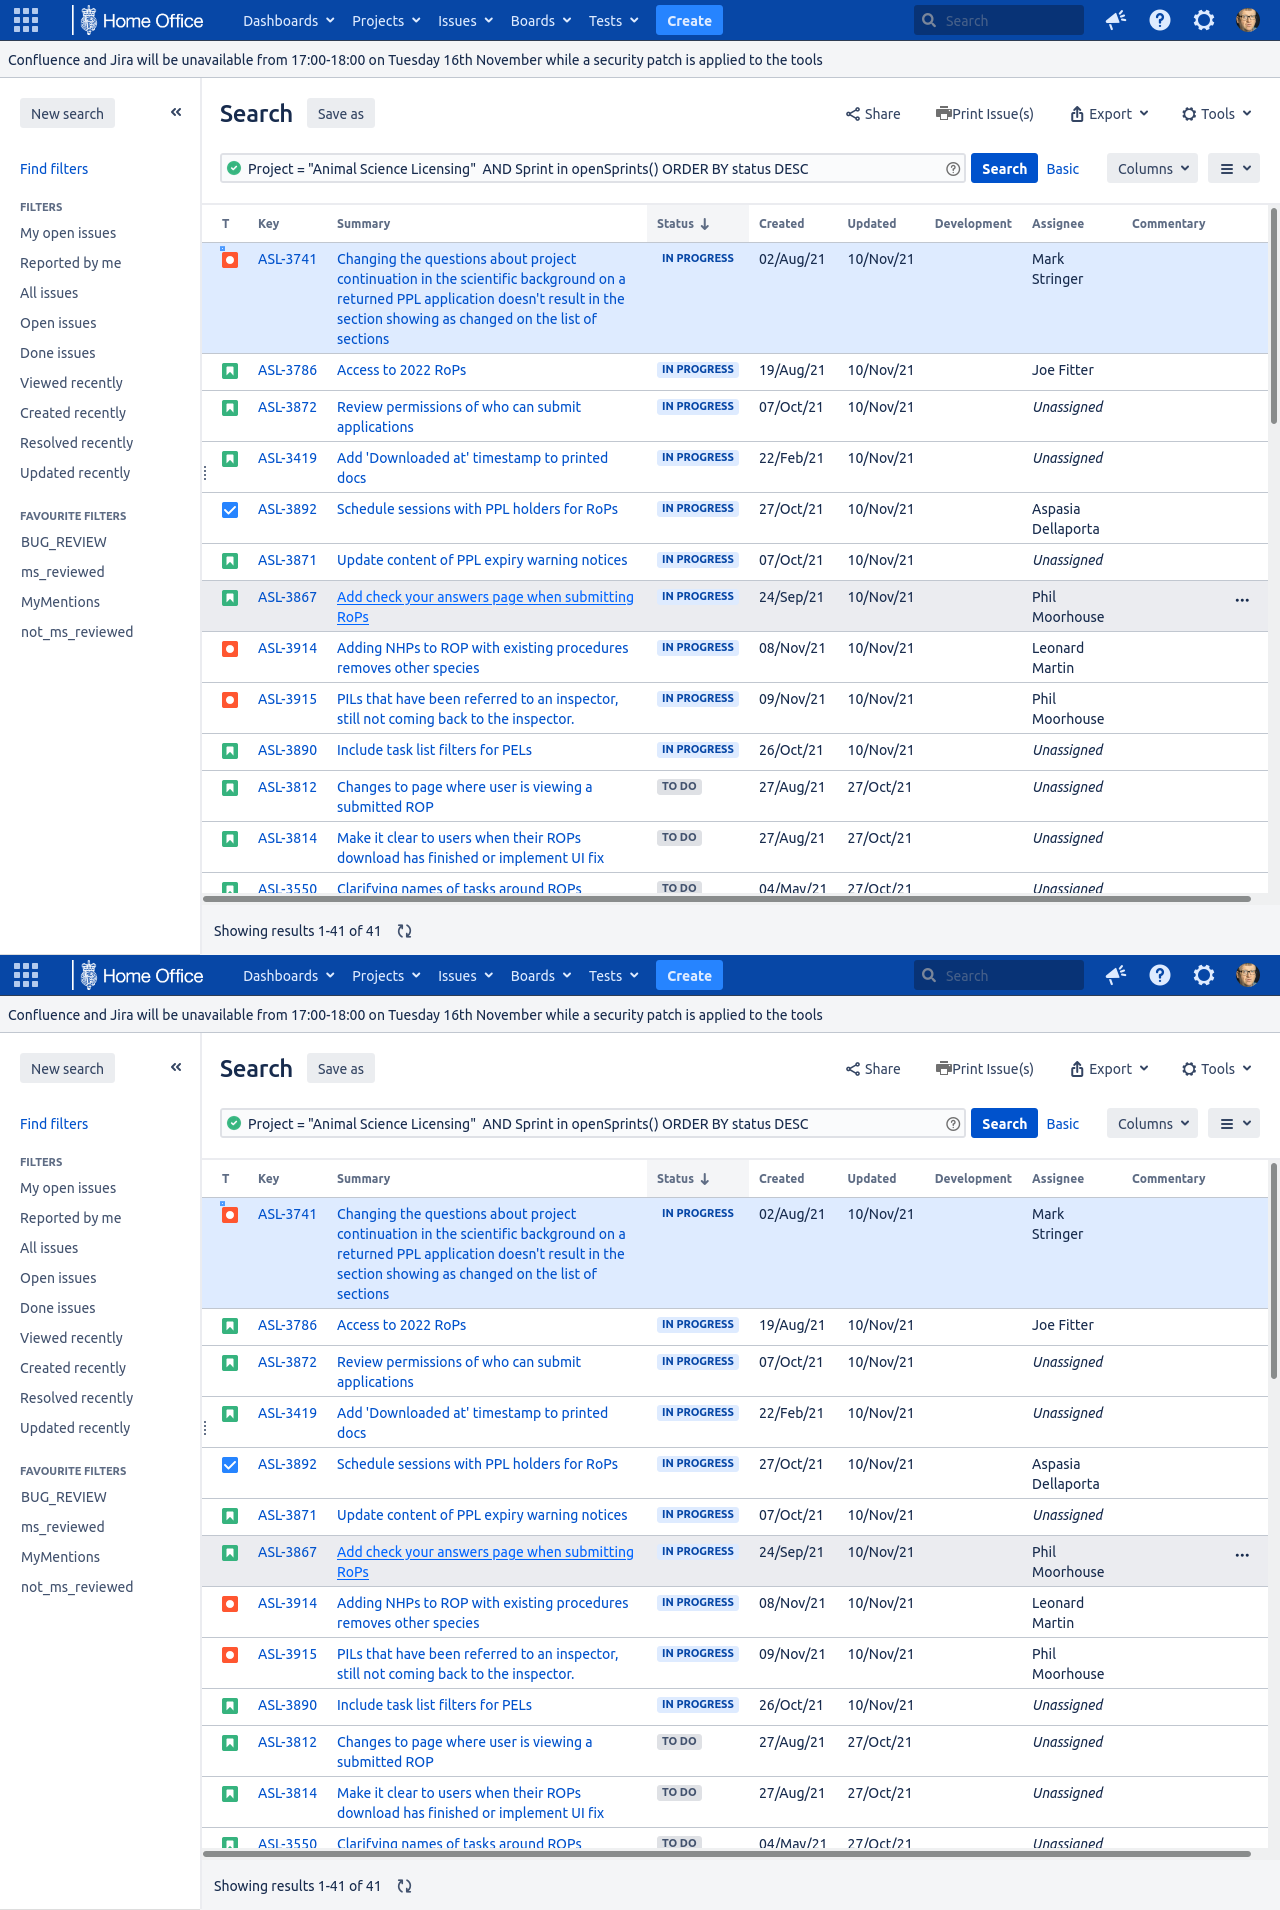 Home Office Dashboards Projects Issues Boards Tests Create Search
Confluence and Jira will be unavailable from 17:00-18:00 on Tuesday 16th November while a security patch is applied to the tools
New search
Search Save as Share Print Issue(s) Export Tools
Find filters
Project = "Animal Science Licensing"  AND Sprint in openSprints() ORDER BY status DESC Search Basic Columns
FILTERS
My open issues
Reported by me
All issues
Open issues
Done issues
Viewed recently
Created recently
Resolved recently
Updated recently
FAVOURITE FILTERS
BUG_REVIEW
ms_reviewed
MyMentions
not_ms_reviewed
T Key Summary Status Created Updated Development Assignee Commentary
ASL-3741 Changing the questions about project IN PROGRESS 02/Aug/21 10/Nov/21 Mark
continuation in the scientific background on a Stringer
returned PPL application doesn't result in the
section showing as changed on the list of
sections
ASL-3786 Access to 2022 RoPs IN PROGRESS 19/Aug/21 10/Nov/21 Joe Fitter
ASL-3872 Review permissions of who can submit IN PROGRESS 07/Oct/21 10/Nov/21 Unassigned
applications
ASL-3419 Add 'Downloaded at' timestamp to printed IN PROGRESS 22/Feb/21 10/Nov/21 Unassigned
docs
ASL-3892 Schedule sessions with PPL holders for RoPs IN PROGRESS 27/Oct/21 10/Nov/21 Aspasia
Dellaporta
ASL-3871 Update content of PPL expiry warning notices IN PROGRESS 07/Oct/21 10/Nov/21 Unassigned
ASL-3867 Add check your answers page when submitting IN PROGRESS 24/Sep/21 10/Nov/21 Phil
RoPs Moorhouse
ASL-3914 Adding NHPs to ROP with existing procedures IN PROGRESS 08/Nov/21 10/Nov/21 Leonard
removes other species Martin
ASL-3915 PILs that have been referred to an inspector, IN PROGRESS 09/Nov/21 10/Nov/21 Phil
still not coming back to the inspector. Moorhouse
ASL-3890 Include task list filters for PELs IN PROGRESS 26/Oct/21 10/Nov/21 Unassigned
ASL-3812 Changes to page where user is viewing a TO DO 27/Aug/21 27/Oct/21 Unassigned
submitted ROP
ASL-3814 Make it clear to users when their ROPs TO DO 27/Aug/21 27/Oct/21 Unassigned
download has finished or implement UI fix
ASL-3550 Clarifying names of tasks around ROPs TO DO 04/May/21 27/Oct/21 Unassigned
Showing results 1-41 of 41
Home Office Dashboards Projects Issues Boards Tests Create Search
Confluence and Jira will be unavailable from 17:00-18:00 on Tuesday 16th November while a security patch is applied to the tools
New search
Search Save as Share Print Issue(s) Export Tools
Find filters
Project = "Animal Science Licensing"  AND Sprint in openSprints() ORDER BY status DESC Search Basic Columns
FILTERS
My open issues
Reported by me
All issues
Open issues
Done issues
Viewed recently
Created recently
Resolved recently
Updated recently
FAVOURITE FILTERS
BUG_REVIEW
ms_reviewed
MyMentions
not_ms_reviewed
T Key Summary Status Created Updated Development Assignee Commentary
ASL-3741 Changing the questions about project IN PROGRESS 02/Aug/21 10/Nov/21 Mark
continuation in the scientific background on a Stringer
returned PPL application doesn't result in the
section showing as changed on the list of
sections
ASL-3786 Access to 2022 RoPs IN PROGRESS 19/Aug/21 10/Nov/21 Joe Fitter
ASL-3872 Review permissions of who can submit IN PROGRESS 07/Oct/21 10/Nov/21 Unassigned
applications
ASL-3419 Add 'Downloaded at' timestamp to printed IN PROGRESS 22/Feb/21 10/Nov/21 Unassigned
docs
ASL-3892 Schedule sessions with PPL holders for RoPs IN PROGRESS 27/Oct/21 10/Nov/21 Aspasia
Dellaporta
ASL-3871 Update content of PPL expiry warning notices IN PROGRESS 07/Oct/21 10/Nov/21 Unassigned
ASL-3867 Add check your answers page when submitting IN PROGRESS 24/Sep/21 10/Nov/21 Phil
RoPs Moorhouse
ASL-3914 Adding NHPs to ROP with existing procedures IN PROGRESS 08/Nov/21 10/Nov/21 Leonard
removes other species Martin
ASL-3915 PILs that have been referred to an inspector, IN PROGRESS 09/Nov/21 10/Nov/21 Phil
still not coming back to the inspector. Moorhouse
ASL-3890 Include task list filters for PELs IN PROGRESS 26/Oct/21 10/Nov/21 Unassigned
ASL-3812 Changes to page where user is viewing a TO DO 27/Aug/21 27/Oct/21 Unassigned
submitted ROP
ASL-3814 Make it clear to users when their ROPs TO DO 27/Aug/21 27/Oct/21 Unassigned
download has finished or implement UI fix
ASL-3550 Clarifying names of tasks around ROPs TO DO 04/May/21 27/Oct/21 Unassigned
Showing results 1-41 of 41